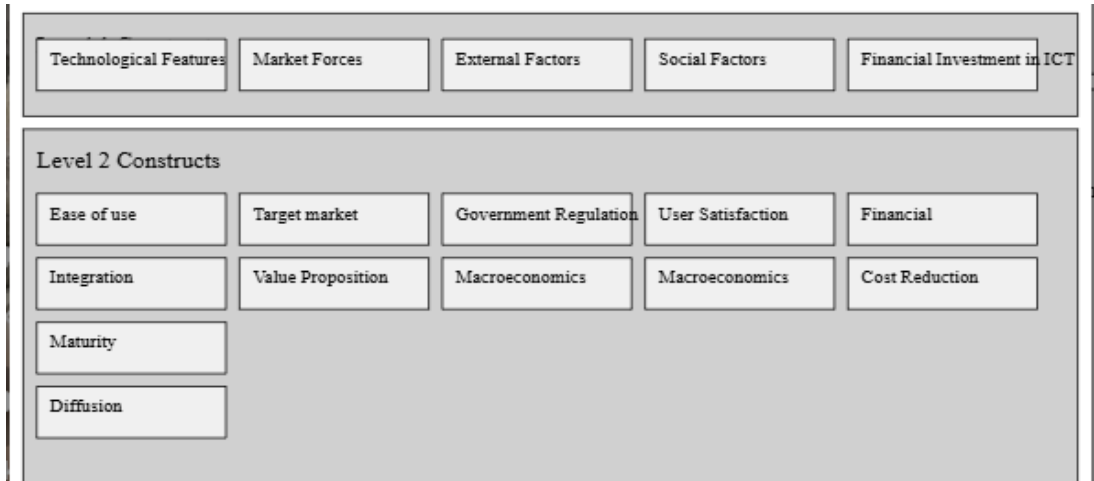 Technological Features Market Forces External Factors Social Factors Financial Investment in ICT
Level 2 Constructs
Ease of use Target market Government Regulation User Satisfaction Financial
Integration Value Proposition Macroeconomics Macroeconomics Cost Reduction
Maturity
Diffusion